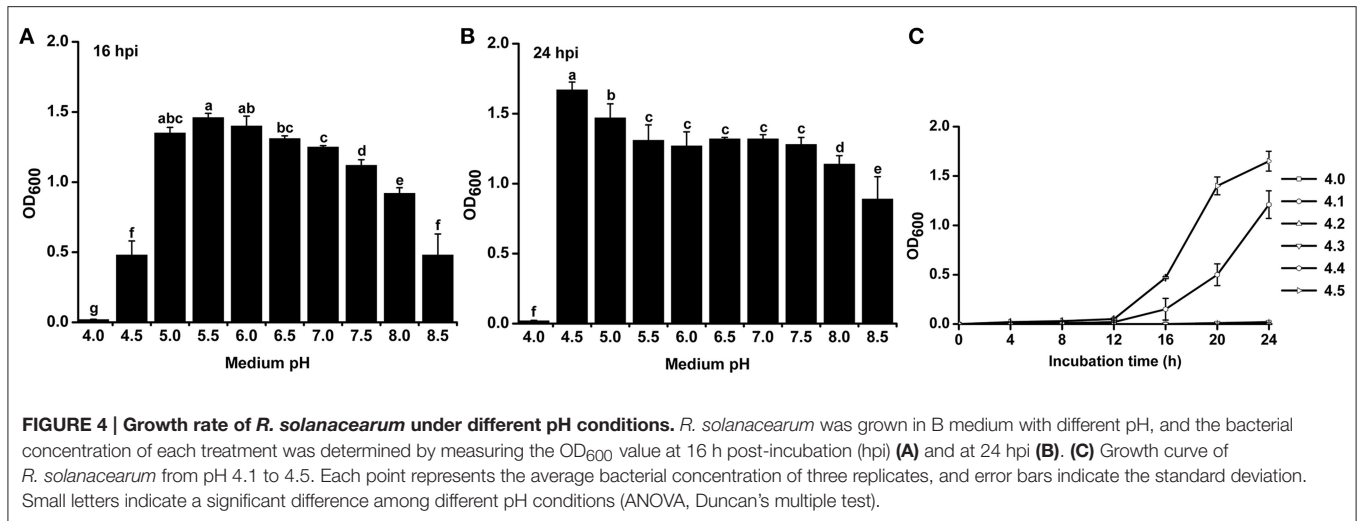 A
16 hpi
2.0
1.5
1.0
0.5
0.0
OD600
g
f
abc
a
ab
bc
c
d
e
f
4.0 4.5 5.0 5.5 6.0 6.5 7.0 7.5 8.0 8.5
Medium pH
B
24 hpi
2.0
1.5
1.0
0.5
0.0
OD600
f
a
b
c
c
c
c
c
d
e
4.0 4.5 5.0 5.5 6.0 6.5 7.0 7.5 8.0 8.5
Medium pH
C
2.0
1.5
1.0
0.5
0.0
OD600
0 4 8 12 16 20 24
Incubation time (h)
4.0
4.1
4.2
4.3
4.4
4.5
FIGURE 4 | Growth rate of R. solanacearum under different pH conditions. R. solanacearum was grown in B medium with different pH, and the bacterial
concentration of each treatment was determined by measuring the OD600 value at 16 h post-incubation (hpi) (A) and at 24 hpi (B). (C) Growth curve of
R. solanacearum from pH 4.1 to 4.5. Each point represents the average bacterial concentration of three replicates, and error bars indicate the standard deviation.
Small letters indicate a significant difference among different pH conditions (ANOVA, Duncan's multiple test).